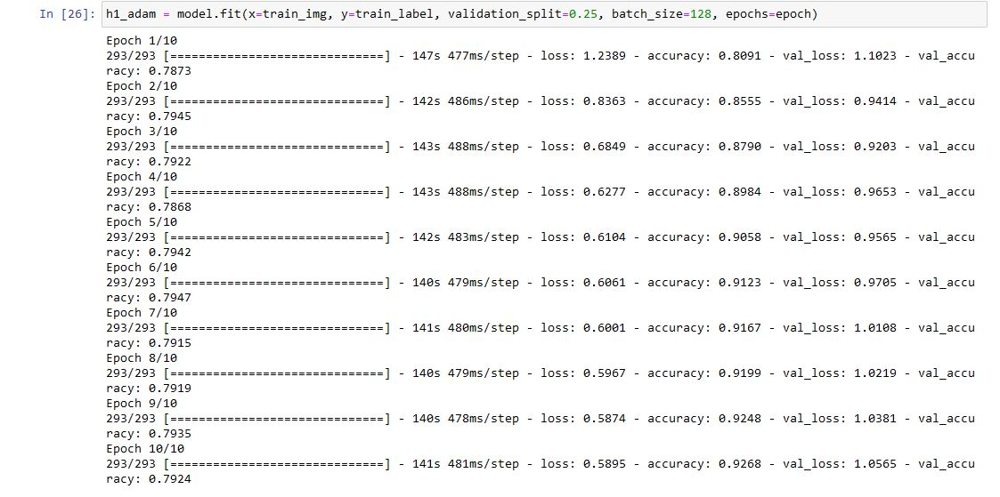 In [26]: h1_adam = model.fit(x=train_img, y=train_label, validation_split=0.25, batch_size=128, epochs=epoch)
Epoch 1/10
293/293 [==============================] - 147s 477ms/step - loss: 1.2389 - accuracy: 0.8091 - val_loss: 1.1023 - val_accu
racy: 0.7873
Epoch 2/10
293/293 [==============================] - 142s 486ms/step - loss: 0.8363 - accuracy: 0.8555 - val_loss: 0.9414 - val_accu
racy: 0.7945
Epoch 3/10
293/293 [==============================] - 143s 488ms/step - loss: 0.6849 - accuracy: 0.8790 - val_loss: 0.9203 - val_accu
racy: 0.7922
Epoch 4/10
293/293 [==============================] - 143s 488ms/step - loss: 0.6277 - accuracy: 0.8984 - val_loss: 0.9653 - val_accu
racy: 0.7868
Epoch 5/10
293/293 [==============================] - 142s 483ms/step - loss: 0.6104 - accuracy: 0.9058 - val_loss: 0.9565 - val_accu
racy: 0.7942
Epoch 6/10
293/293 [==============================] - 140s 479ms/step - loss: 0.6061 - accuracy: 0.9123 - val_loss: 0.9705 - val_accu
racy: 0.7947
Epoch 7/10
293/293 [==============================] - 141s 480ms/step - loss: 0.6001 - accuracy: 0.9167 - val_loss: 1.0108 - val_accu
racy: 0.7915
Epoch 8/10
293/293 [==============================] - 140s 479ms/step - loss: 0.5967 - accuracy: 0.9199 - val_loss: 1.0219 - val_accu
racy: 0.7919
Epoch 9/10
293/293 [==============================] - 140s 478ms/step - loss: 0.5874 - accuracy: 0.9248 - val_loss: 1.0381 - val_accu
racy: 0.7935
Epoch 10/10
293/293 [==============================] - 141s 481ms/step - loss: 0.5895 - accuracy: 0.9268 - val_loss: 1.0565 - val_accu
racy: 0.7924